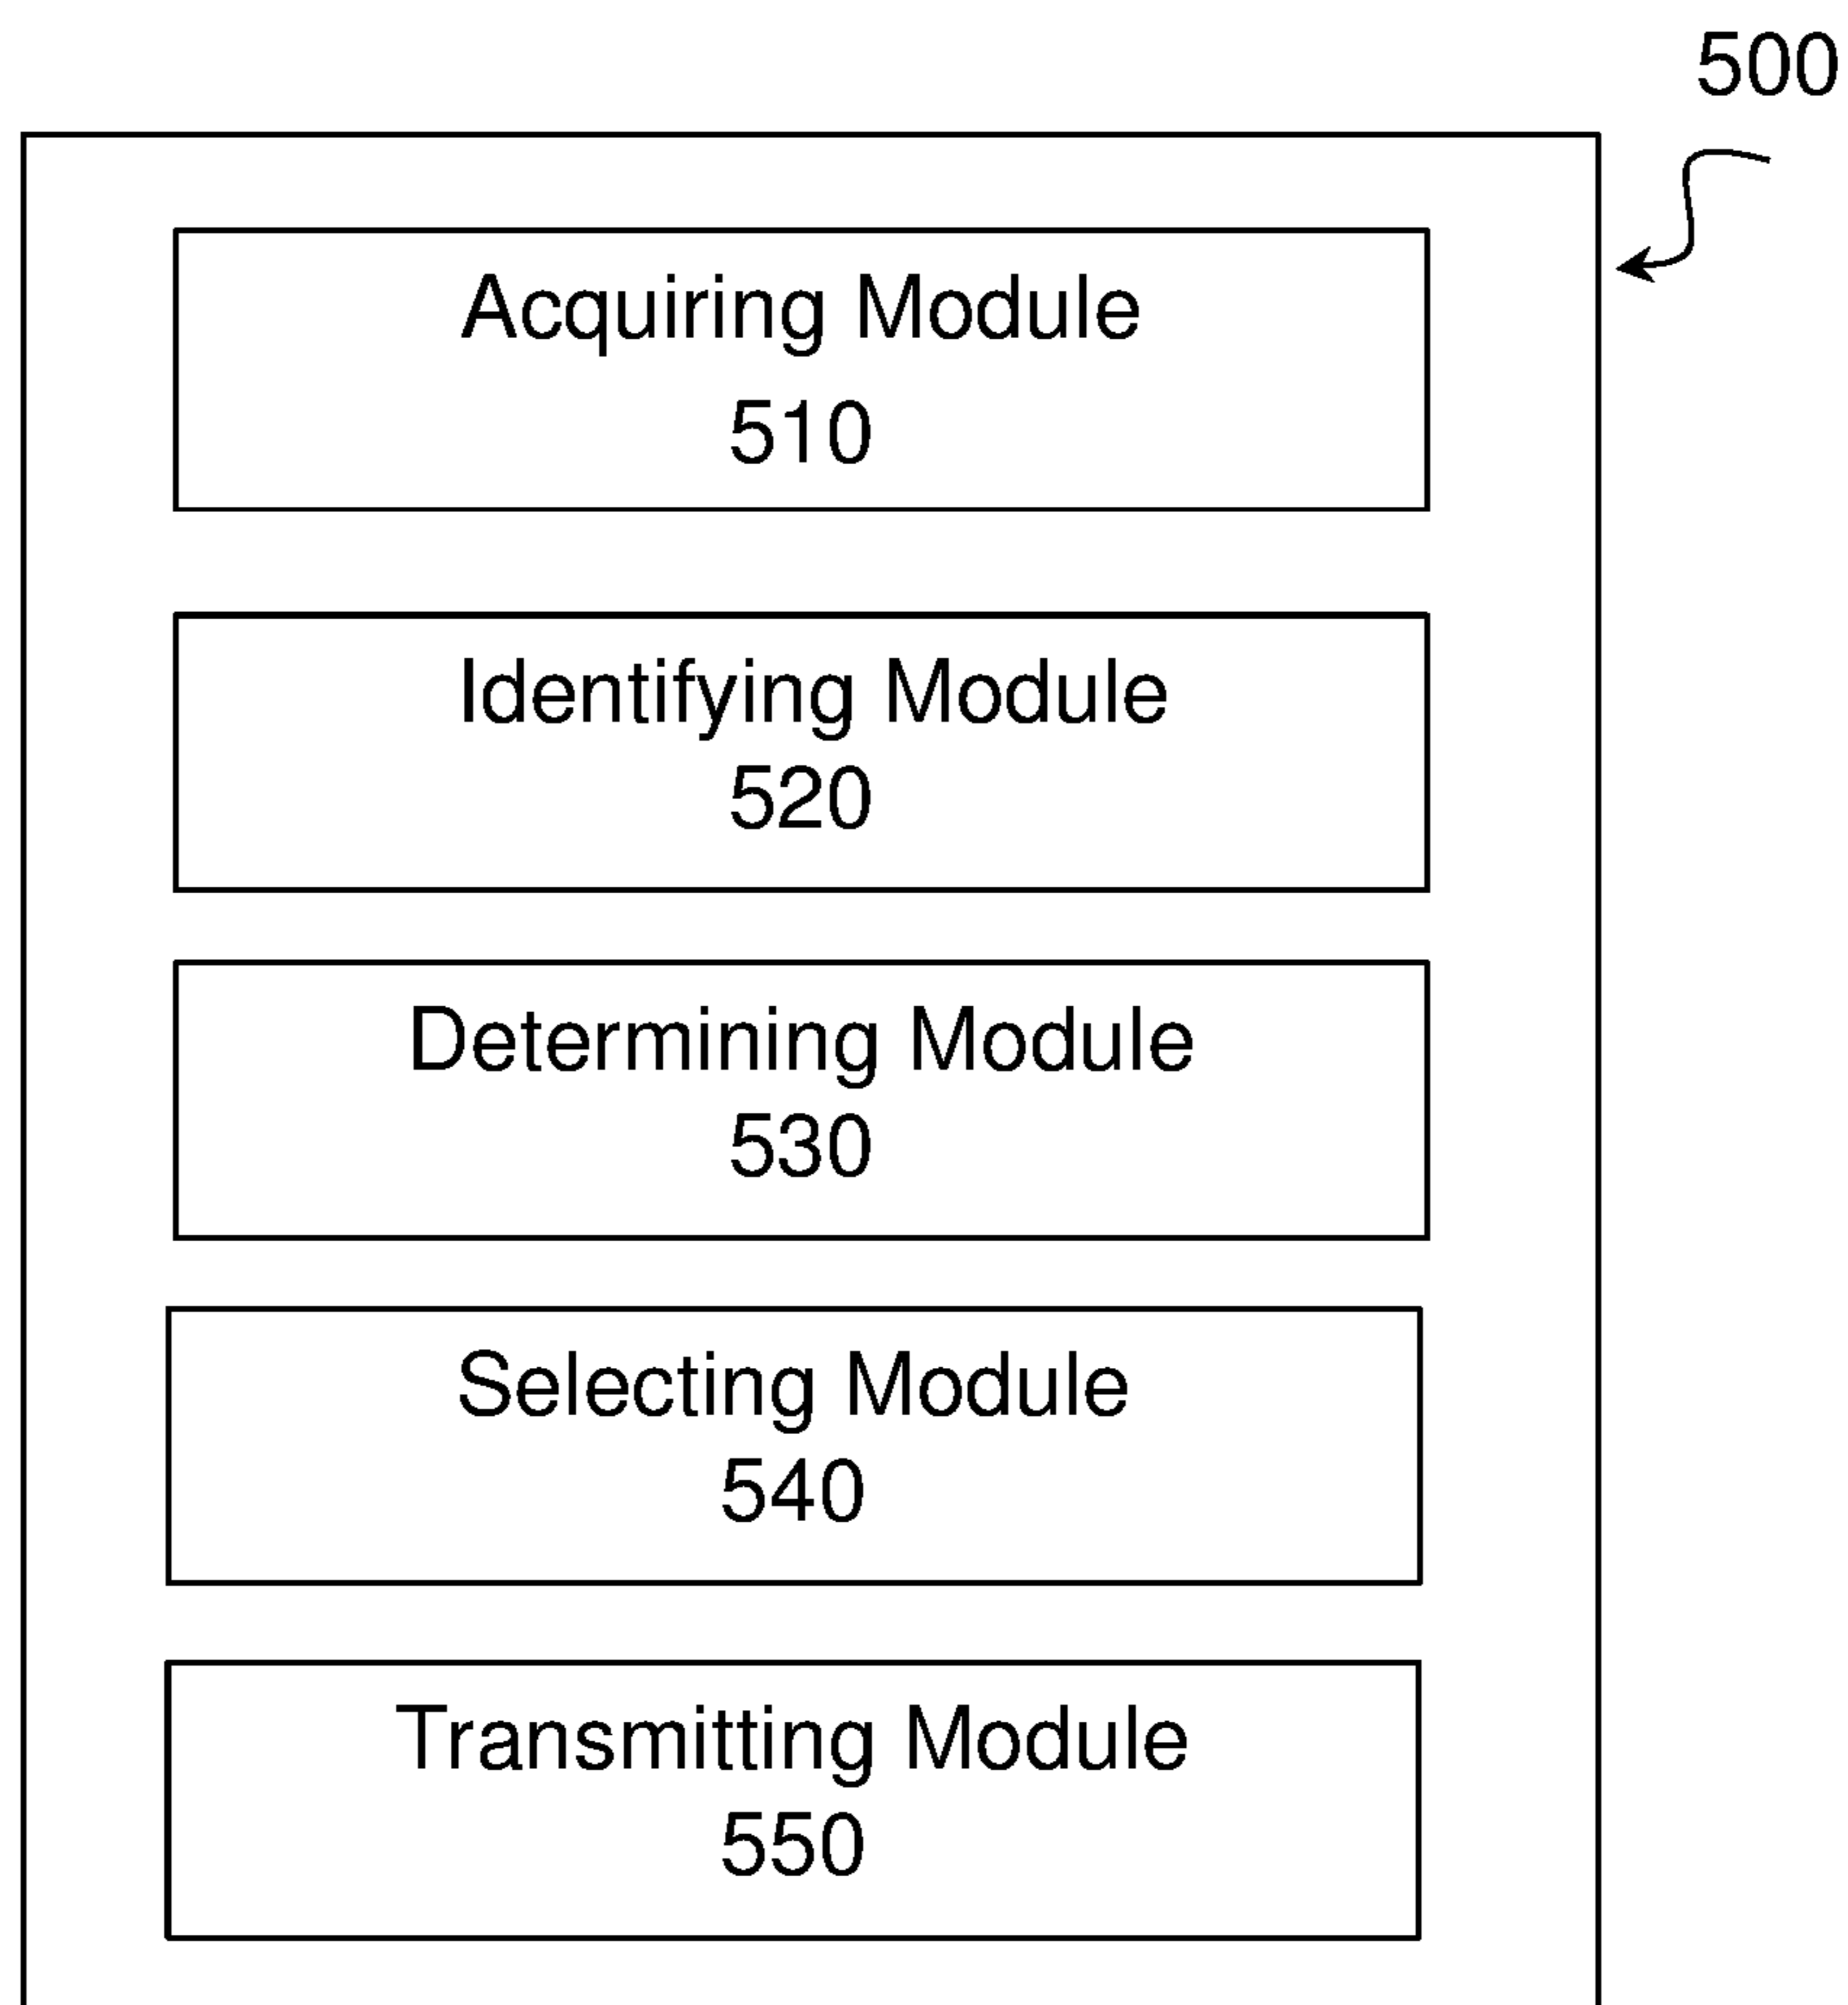 500
Acquiring Module
510
Identifying Module
520
Determining Module
530
Selecting Module
540
Transmitting Module
550